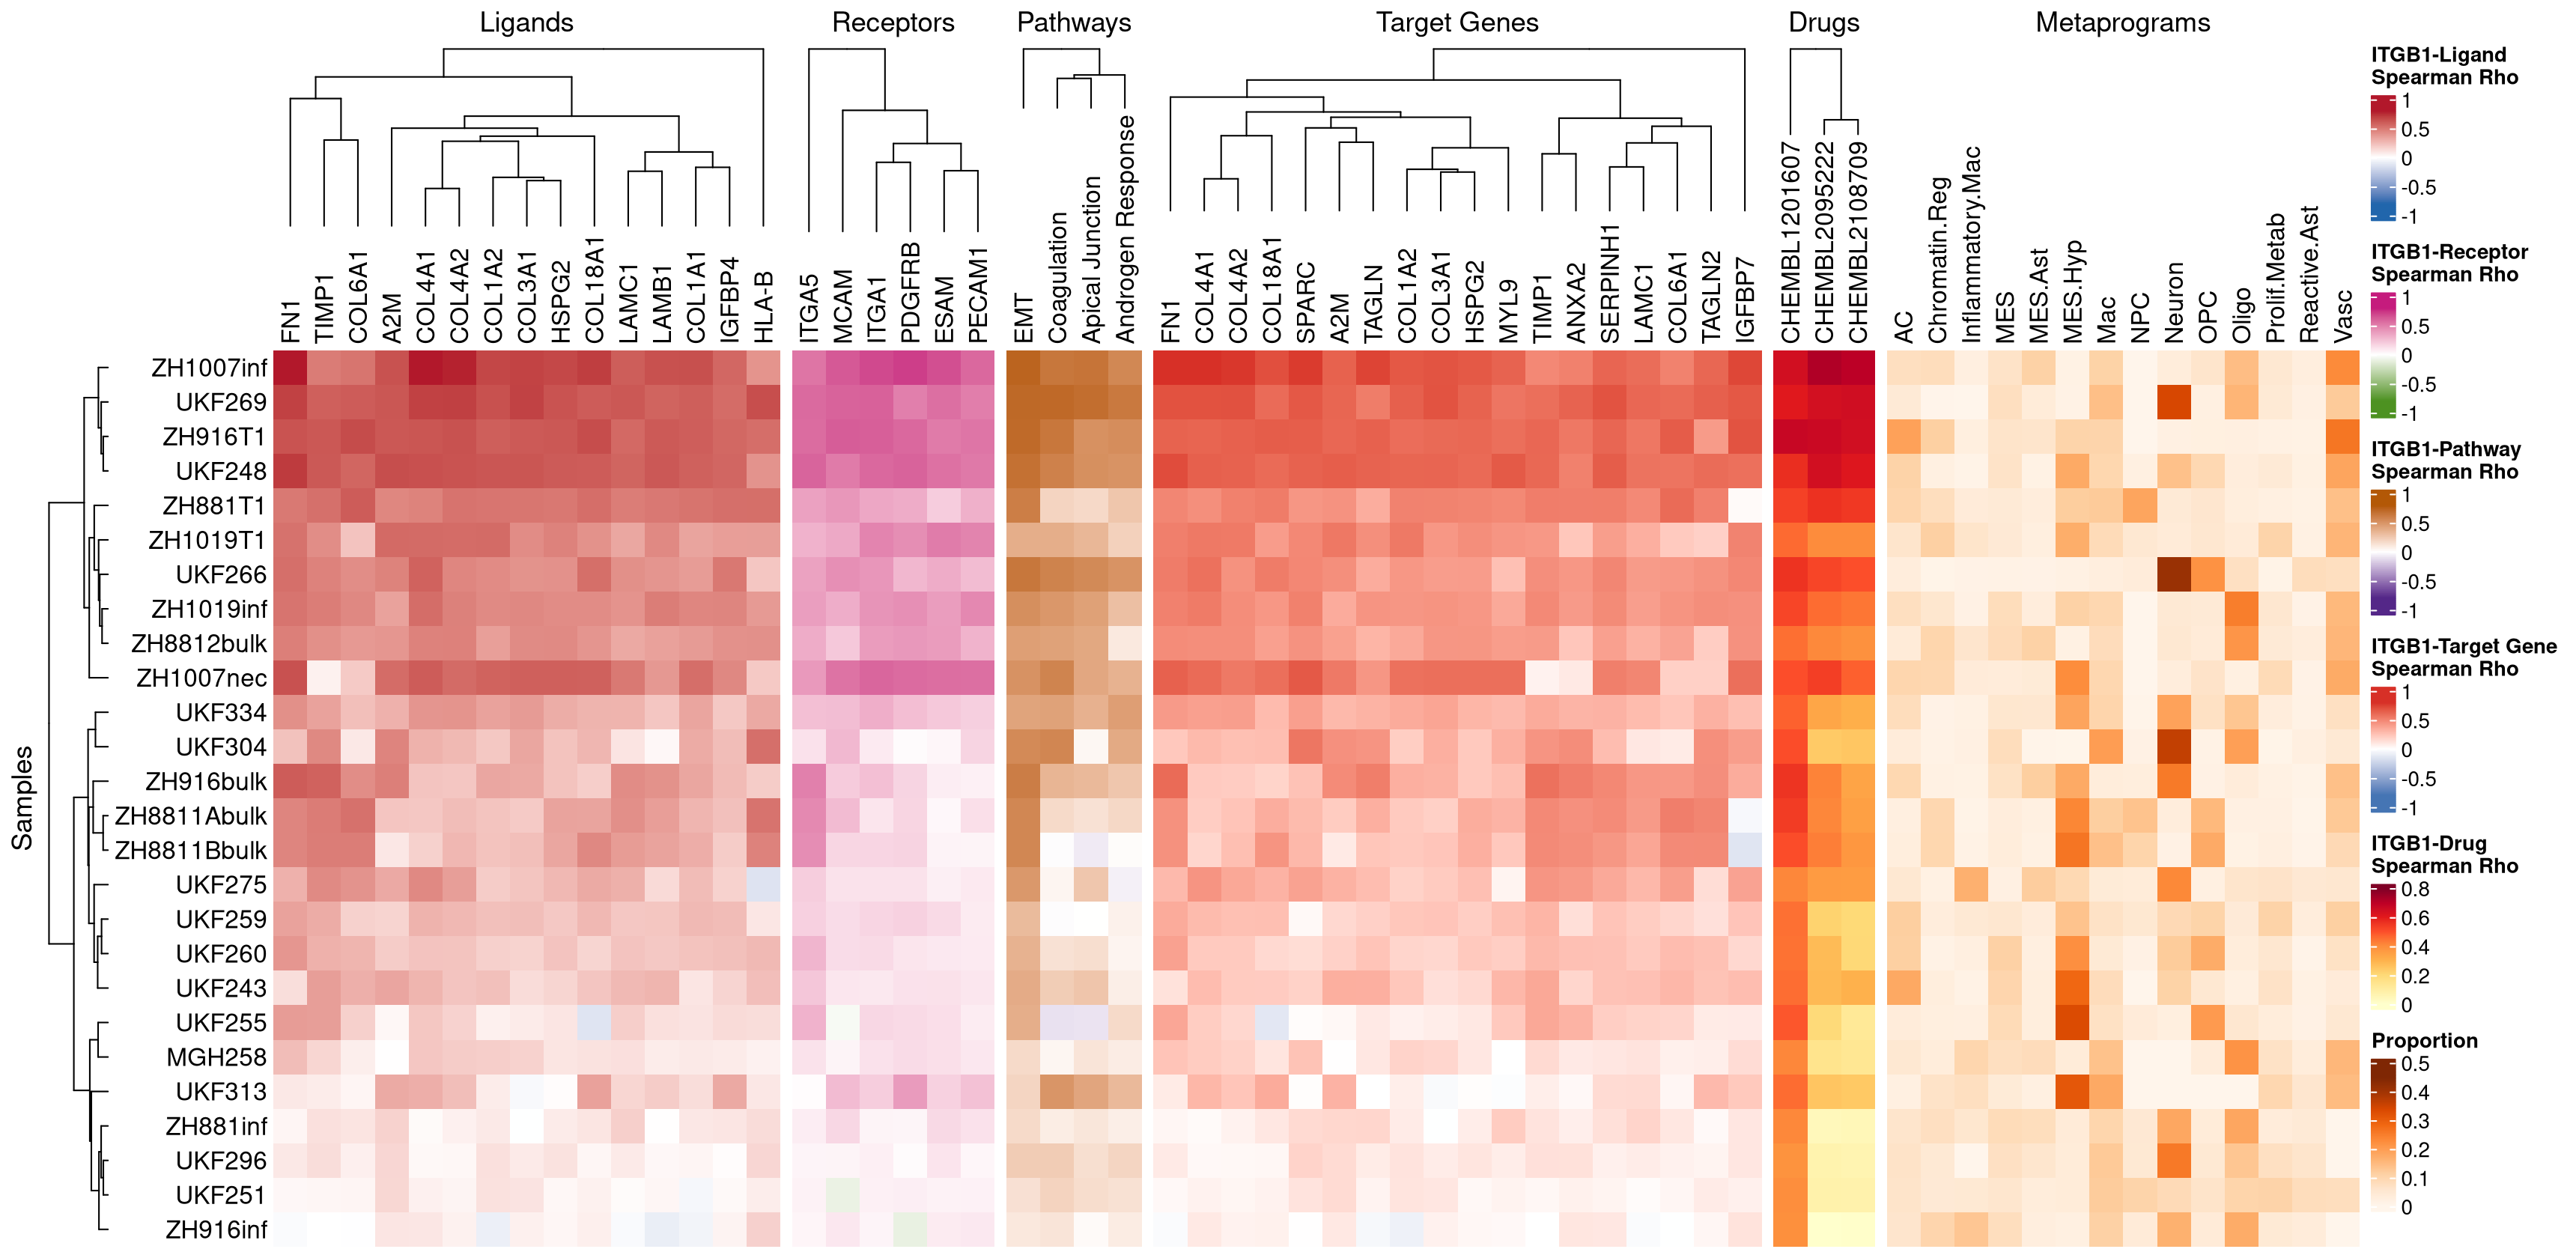 Ligands Receptors Pathways Target Genes Drugs Metaprograms
FN1 TIMP1 COL6A1 A2M COL4A1 COL4A2 COL1A2 COL3A1 HSPG2 COL18A1 LAMC1 LAMB1 COL1A1 IGFBP4 HLA-B
ITGA5 MCAM ITGA1 PDGFRB ESAM PECAM1
EMT Coagulation Apical Junction Androgen Response
FN1 COL4A1 COL4A2 COL18A1 SPARC A2M TAGLN COL1A2 COL3A1 HSPG2 MYL9 TIMP1 ANXA2 SERPINH1 LAMC1 COL6A1 TAGLN2 IGFBP7
CHEMBL1201607 CHEMBL2095222 CHEMBL2108709
AC Chromatin.Reg Inflammatory.Mac MES MES.Ast MES.Hyp Mac NPC Neuron OPC Oligo Prolif.Metab Reactive.Ast Vasc
Samples
ZH1007inf
UKF269
ZH916T1
UKF248
ZH881T1
ZH1019T1
UKF266
ZH1019inf
ZH8812bulk
ZH1007nec
UKF334
UKF304
ZH916bulk
ZH8811Abulk
ZH8811Bbulk
UKF275
UKF259
UKF260
UKF243
UKF255
MGH258
UKF313
ZH881inf
UKF296
UKF251
ZH916inf
ITGB1-Ligand
Spearman Rho
1
0.5
0
-0.5
-1
ITGB1-Receptor
Spearman Rho
1
0.5
0
-0.5
-1
ITGB1-Pathway
Spearman Rho
1
0.5
0
-0.5
-1
ITGB1-Target Gene
Spearman Rho
1
0.5
0
-0.5
-1
ITGB1-Drug
Spearman Rho
0.8
0.6
0.4
0.2
0
Proportion
0.5
0.4
0.3
0.2
0.1
0